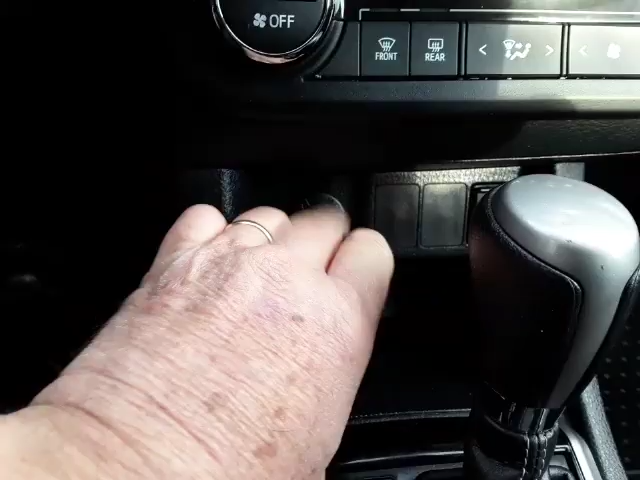 OFF
FRONT
REAR
< >
<